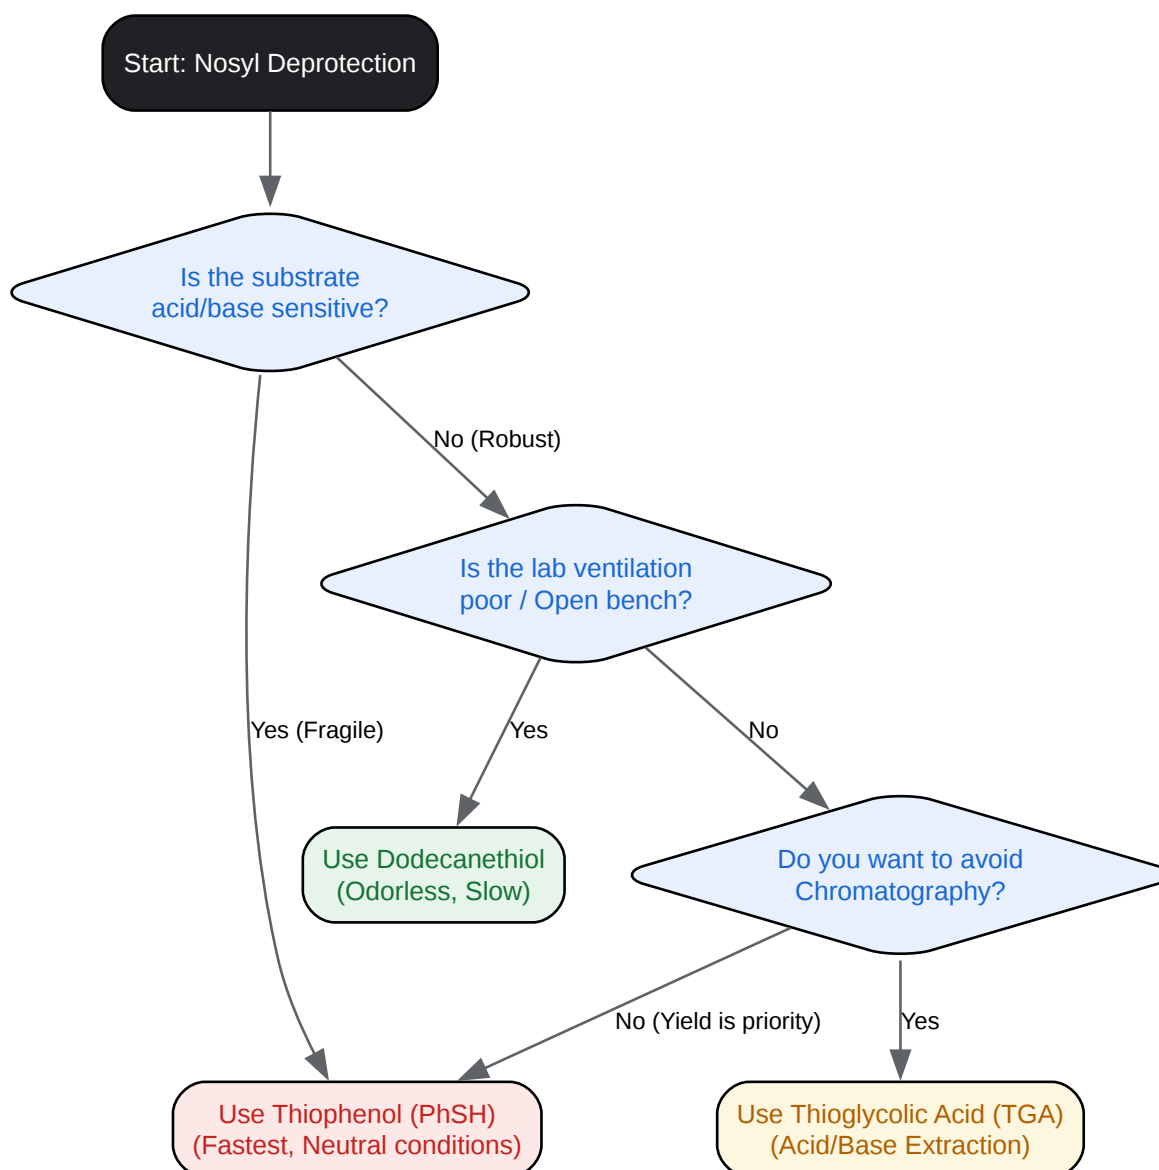 Start: Nosyl Deprotection
Is the substrate
acid/base sensitive?
No (Robust)
Is the lab ventilation
poor / Open bench?
Yes (Fragile)
Yes
No
Use Dodecanethiol
(Odorless, Slow)
Do you want to avoid
Chromatography?
No (Yield is priority)
Yes
Use Thiophenol (PhSH)
(Fastest, Neutral conditions)
Use Thioglycolic Acid (TGA)
(Acid/Base Extraction)